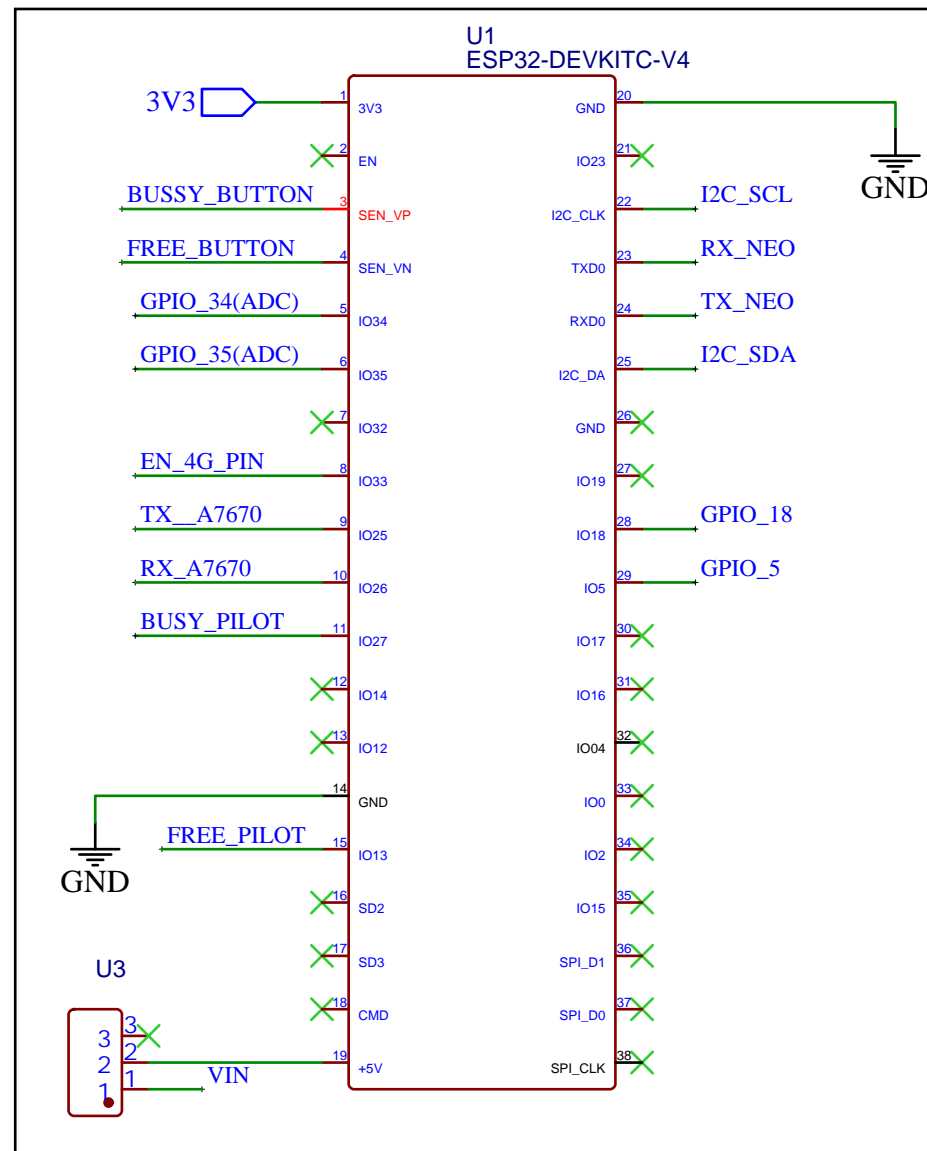 U1
ESP32-DEVKITC-V4
3V3
1
3V3
2
EN
BUSSY_BUTTON
3
SEN_VP
FREE_BUTTON
4
SEN_VN
GPIO_34(ADC)
5
IO34
GPIO_35(ADC)
6
IO35
7
IO32
EN_4G_PIN
8
IO33
TX__A7670
9
IO25
RX_A7670
10
IO26
BUSY_PILOT
11
IO27
12
IO14
13
IO12
14
GND
GND
FREE_PILOT
15
IO13
16
SD2
17
SD3
18
CMD
19
+5V
20
GND
GND
21
IO23
22
I2C_CLK
I2C_SCL
23
TXD0
RX_NEO
24
RXD0
TX_NEO
25
I2C_DA
I2C_SDA
26
GND
27
IO19
28
IO18
GPIO_18
29
IO5
GPIO_5
30
IO17
31
IO16
32
IO04
33
IO0
34
IO2
35
IO15
36
SPI_D1
37
SPI_D0
38
SPI_CLK
U3
3 3
2 2
1 1
VIN